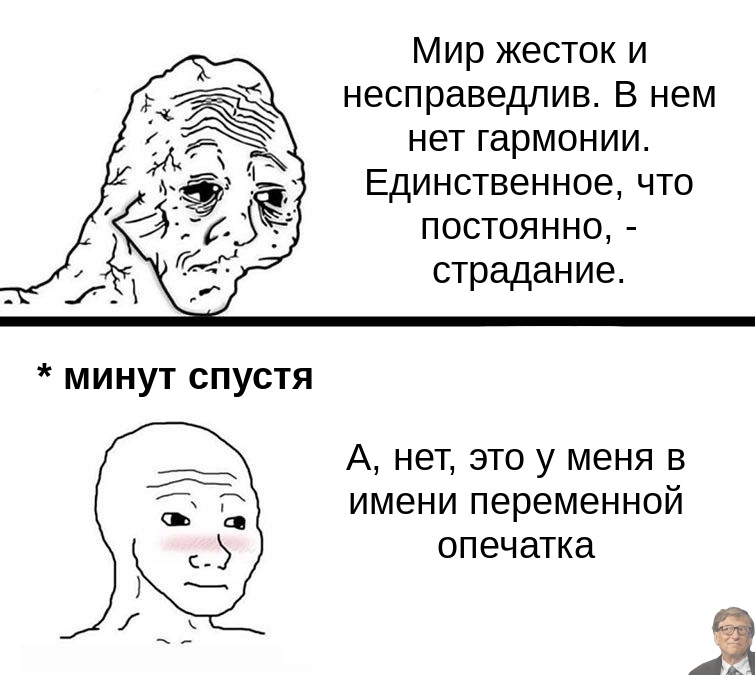 Мир жесток и
несправедлив. В нем
нет гармонии.
Единственное, что
постоянно, -
страдание.
* минут спустя
А, нет, это у меня в
имени переменной
опечатка